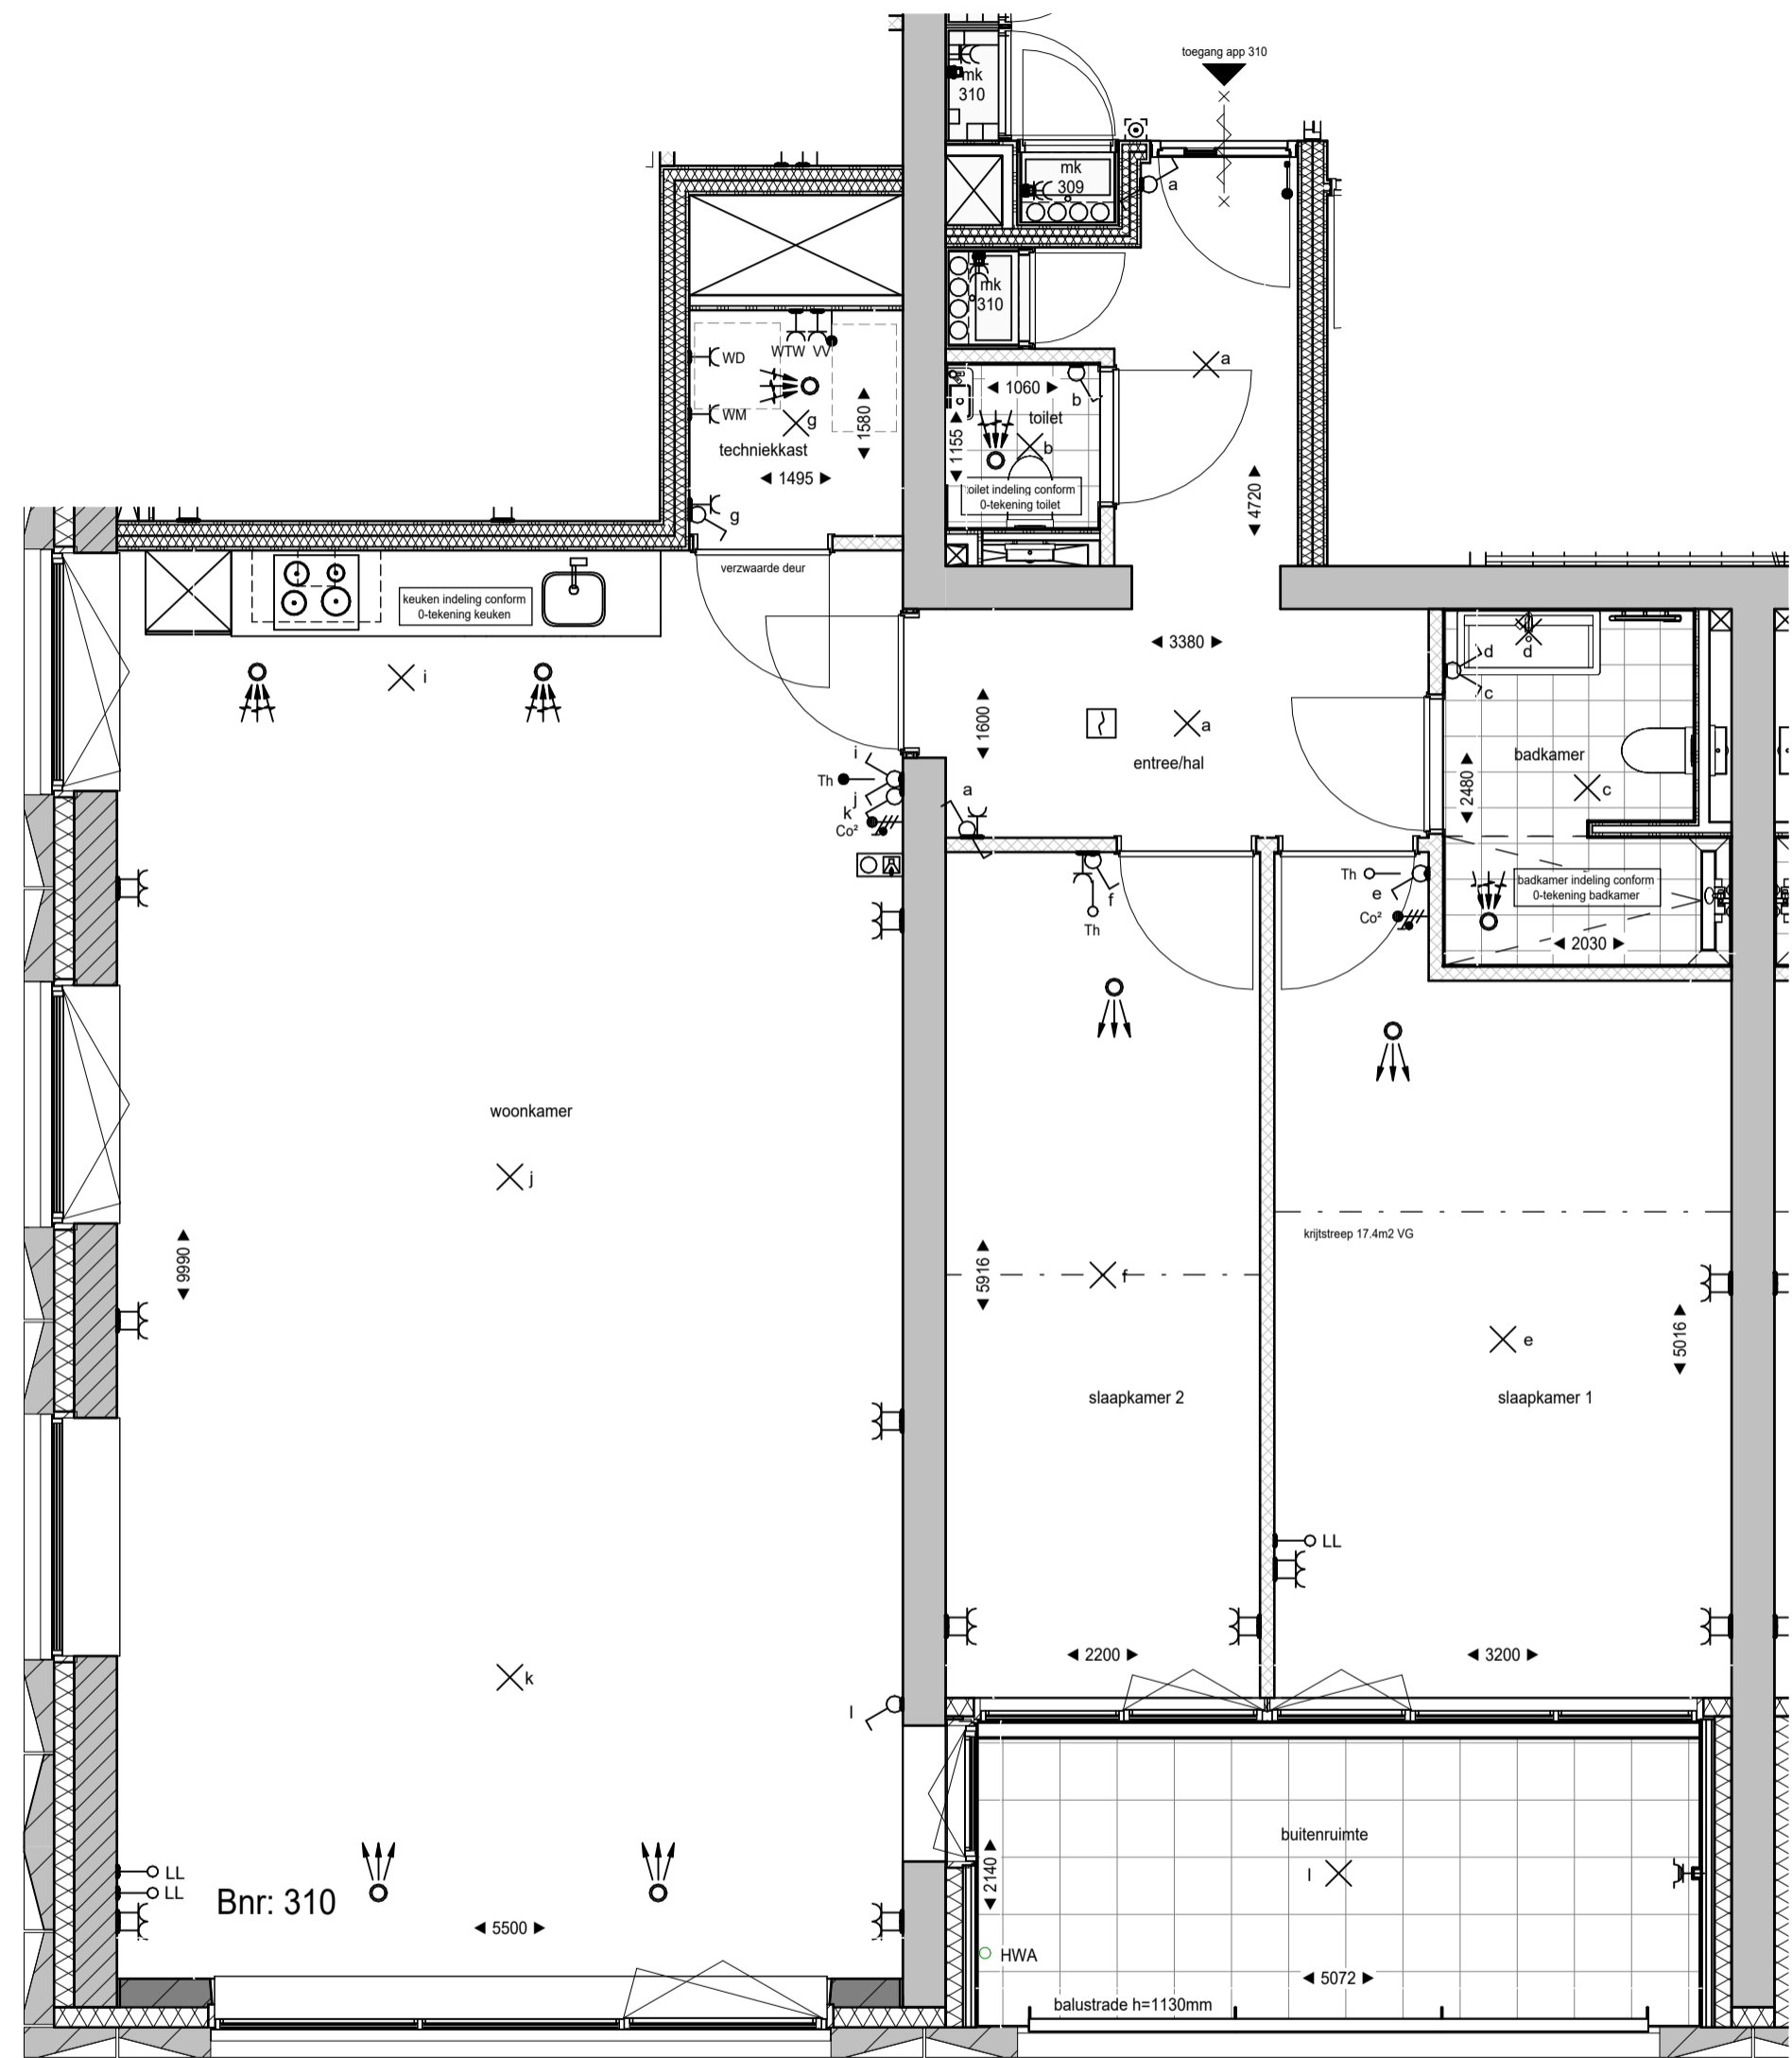 toegang app 310
mk
310
mk
309
a
mk
310
a
WTW VV
WD
WM
g
techniekkast
1580
1495
g
1060
b
toilet
1155
b
toilet indeling conform
0-tekening toilet
4720
verzwaarde deur
keuken indeling conform
0-tekening keuken
i
3380
1600
a
entree/hal
d
d
c
badkamer
c
2480
i
Th
j
k
Co²
a
f
Th
Th
e
Co²
badkamer indeling conform
0-tekening badkamer
2030
woonkamer
j
9990
krijtstreep 17.4m2 VG
f
5916
e
5016
slaapkamer 2
slaapkamer 1
LL
2200
3200
k
l
buitenruimte
l
2140
LL
LL
Bnr: 310
5500
HWA
5072
balustrade h=1130mm